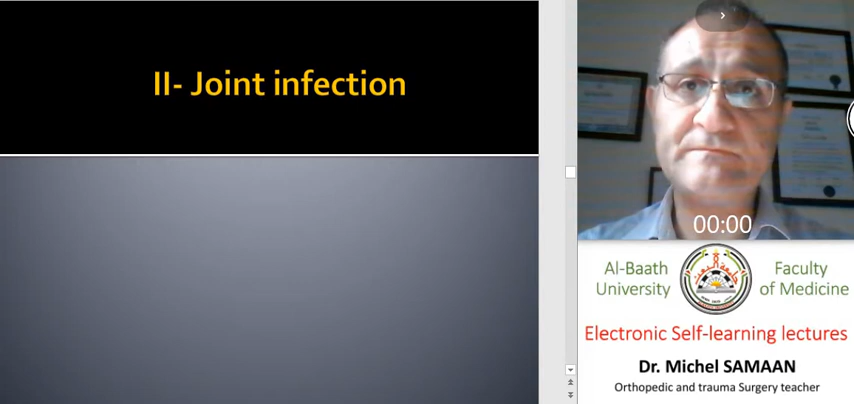 II- Joint infection
00:00
Al-Baath
University
Faculty
of Medicine
Electronic Self-learning lectures
Dr. Michel SAMAAN
Orthopedic and trauma Surgery teacher